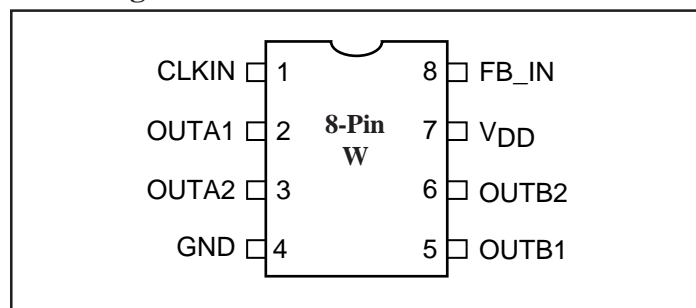 CLKIN 1 8 FB_IN
OUTA1 2 8-Pin 7 VDD
W
OUTA2 3 6 OUTB2
GND 4 5 OUTB1